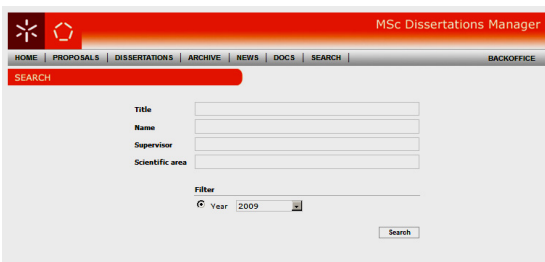 MSc Dissertations Manager
HOME | PROPOSALS | DISSERTATIONS | ARCHIVE | NEWS | DOCS | SEARCH | BACKOFFICE
SEARCH
Title
Name
Supervisor
Scientific area
Filter
Year 2009
Search